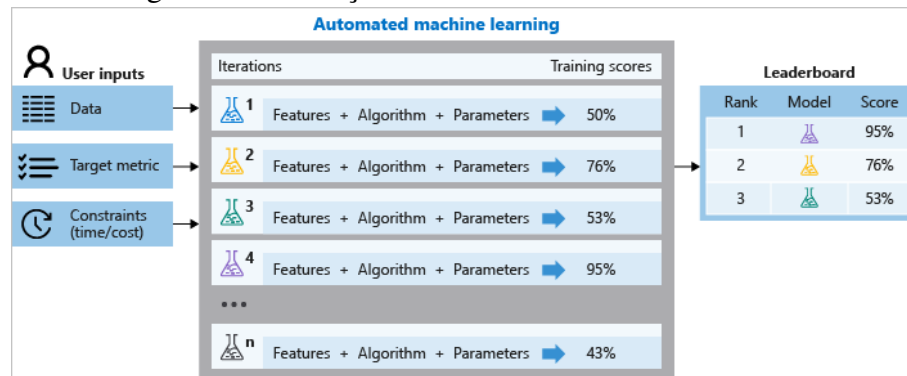 Automated machine learning
User inputs
Data
Target metric
Constraints
(time/cost)
Iterations Training scores
1 Features + Algorithm + Parameters 50%
2 Features + Algorithm + Parameters 76%
3 Features + Algorithm + Parameters 53%
4 Features + Algorithm + Parameters 95%
•••
n Features + Algorithm + Parameters 43%
Leaderboard
Rank Model Score
1 95%
2 76%
3 53%